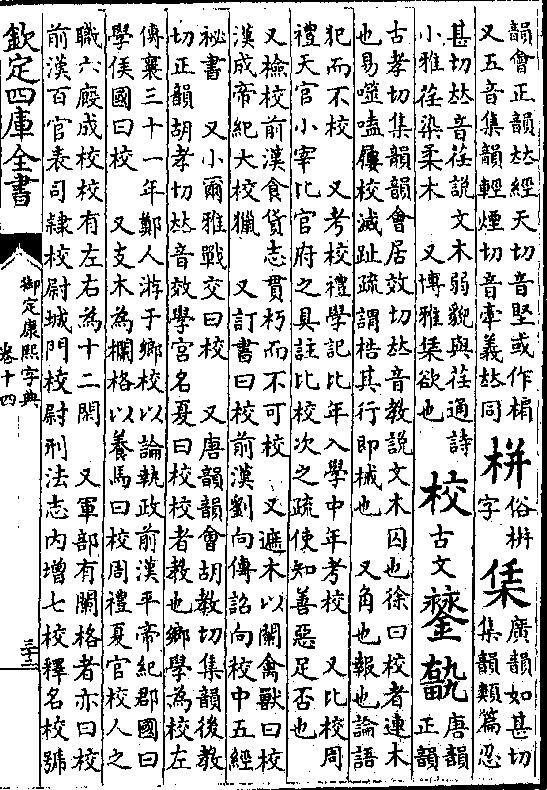 韻會正韻𠀤經天切音堅或作椢
又五音集韻輕煙切音牽義𠀤同
栟
俗栟
字
㭲
廣韻如甚切
集韻類篇忍
甚切𠀤音荏說文木弱貌與荏通詩
小雅荏染柔木　又博雅㭲欲也
校
古文
𤯌
㪉
唐韻
正韻
古孝切集韻韻會居效切𠀤音教說文木囚也徐曰校者連木
也易噬嗑屨校滅趾疏謂桎其行即械也　又角也報也論語
犯而不校　又考校禮學記比年入學中年考校　又比校周
禮天官小宰比官府之具註比校次之疏使知善惡足否也
又檢校前漢食貨志貫朽而不可校　又遮木以闌禽獸曰校
漢成帝紀大校獵　又訂書曰校前漢劉向傳詔向校中五經
祕書　又小爾雅戰交曰校　又唐韻韻會胡教切集韻後教
切正韻胡孝切𠀤音效學宮名夏曰校校者教也鄉學為校左
傳襄三十一年鄭人游于鄉校以論執政前漢平帝紀郡國曰
學侯國曰校　又支木為欄格以養馬曰校周禮夏官校人之
職六廄成校校有左右為十二閑　又軍部有闌格者亦曰校
前漢百官表司隸校尉城門校尉刑法志內增七校釋名校號
欽定四庫全書
御定康熙字典
卷十四
三十三